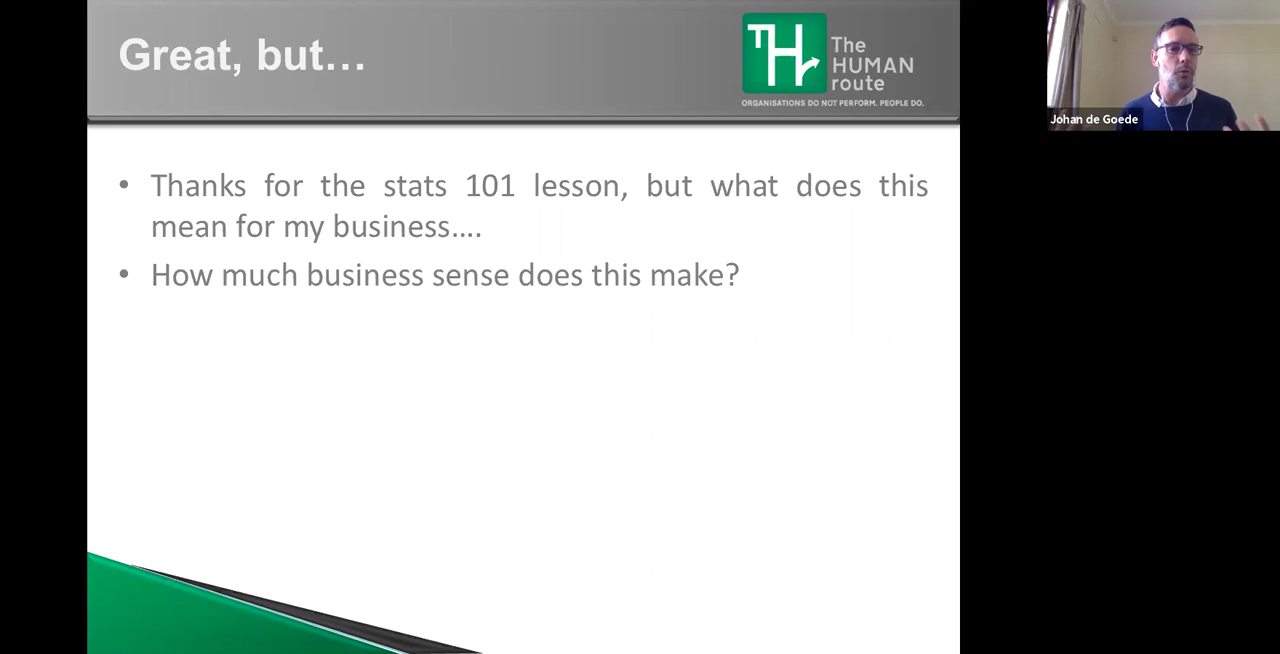 Great, but…
TH
The
HUMAN
route
ORGANISATIONS DO NOT PERFORM. PEOPLE DO.
Johan de Goede
• Thanks for the stats 101 lesson, but what does this
mean for my business….
• How much business sense does this make?